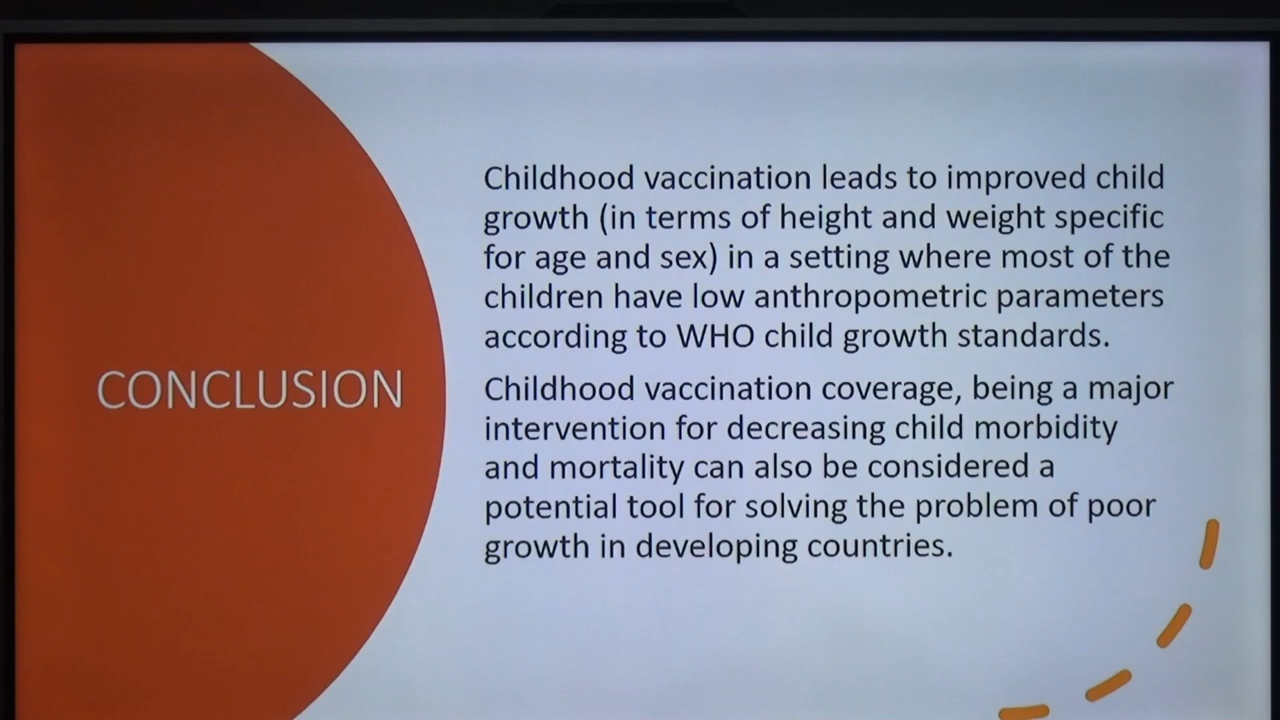 CONCLUSION
Childhood vaccination leads to improved child
growth (in terms of height and weight specific
for age and sex) in a setting where most of the
children have low anthropometric parameters
according to WHO child growth standards.
Childhood vaccination coverage, being a major
intervention for decreasing child morbidity
and mortality can also be considered a
potential tool for solving the problem of poor
growth in developing countries.